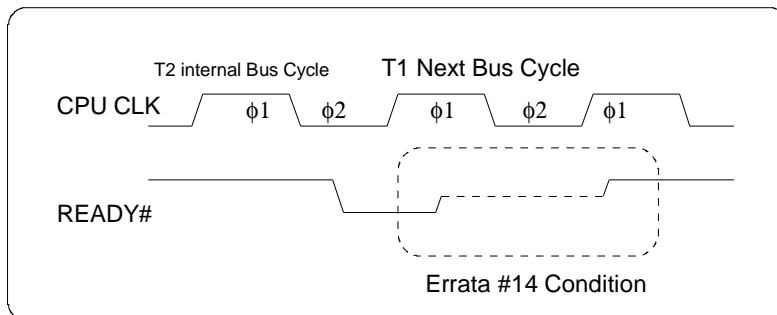 T2 internal Bus Cycle T1 Next Bus Cycle
CPU CLK ϕ1 ϕ2 ϕ1 ϕ2 ϕ1
READY#
Errata #14 Condition